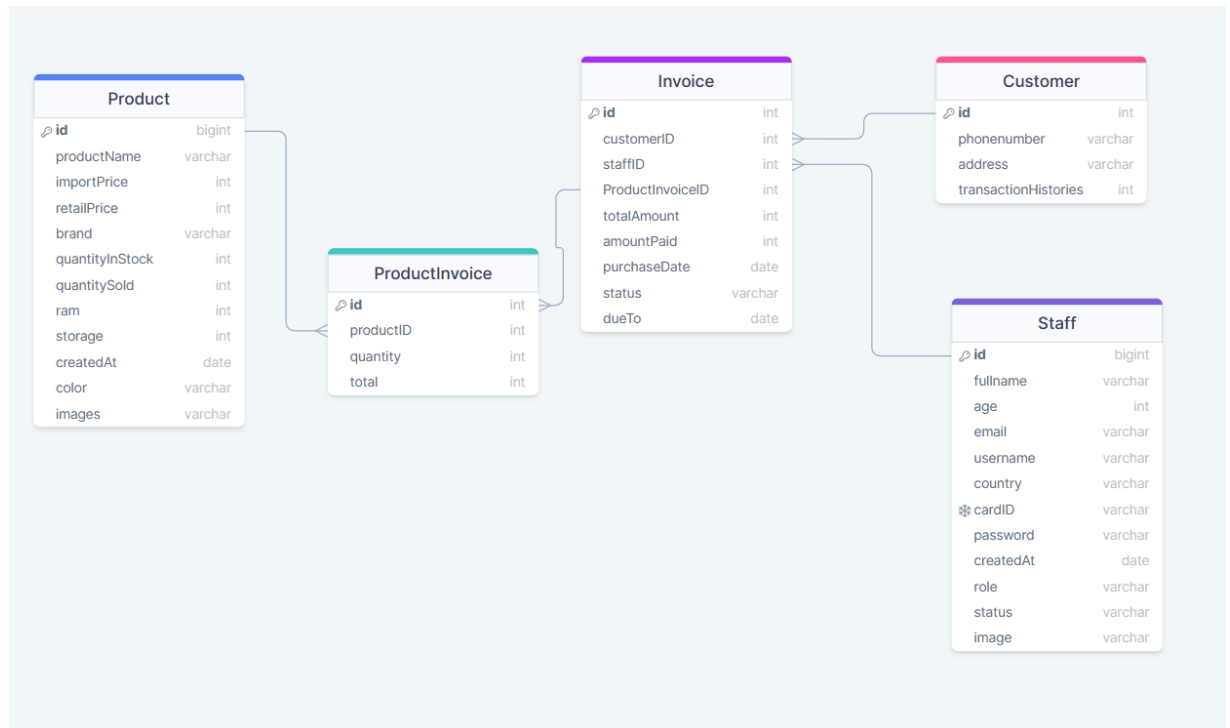 Product
id bigint
productName varchar
importPrice int
retailPrice int
brand varchar
quantityInStock int
quantitySold int
ram int
storage int
createdAt date
color varchar
images varchar
ProductInvoice
id int
productID int
quantity int
total int
Invoice
id int
customerID int
staffID int
ProductInvoiceID int
totalAmount int
amountPaid int
purchaseDate date
status varchar
dueTo date
Customer
id int
phonenumber varchar
address varchar
transactionHistories int
Staff
id bigint
fullname varchar
age int
email varchar
username varchar
country varchar
cardID varchar
password varchar
createdAt date
role varchar
status varchar
image varchar